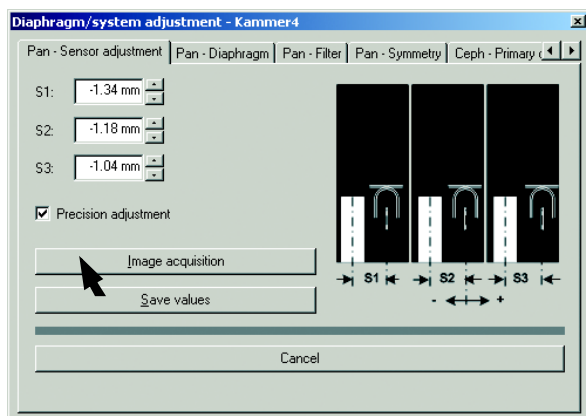 Diaphragm/system adjustment - Kammer4
Pan - Sensor adjustment Pan - Diaphragm Pan - Filter Pan - Symmetry Ceph - Primary
S1: -1.34 mm
S2: -1.18 mm
S3: -1.04 mm
Precision adjustment
Image acquisition
Save values
S1 S2 S3
- +
Cancel